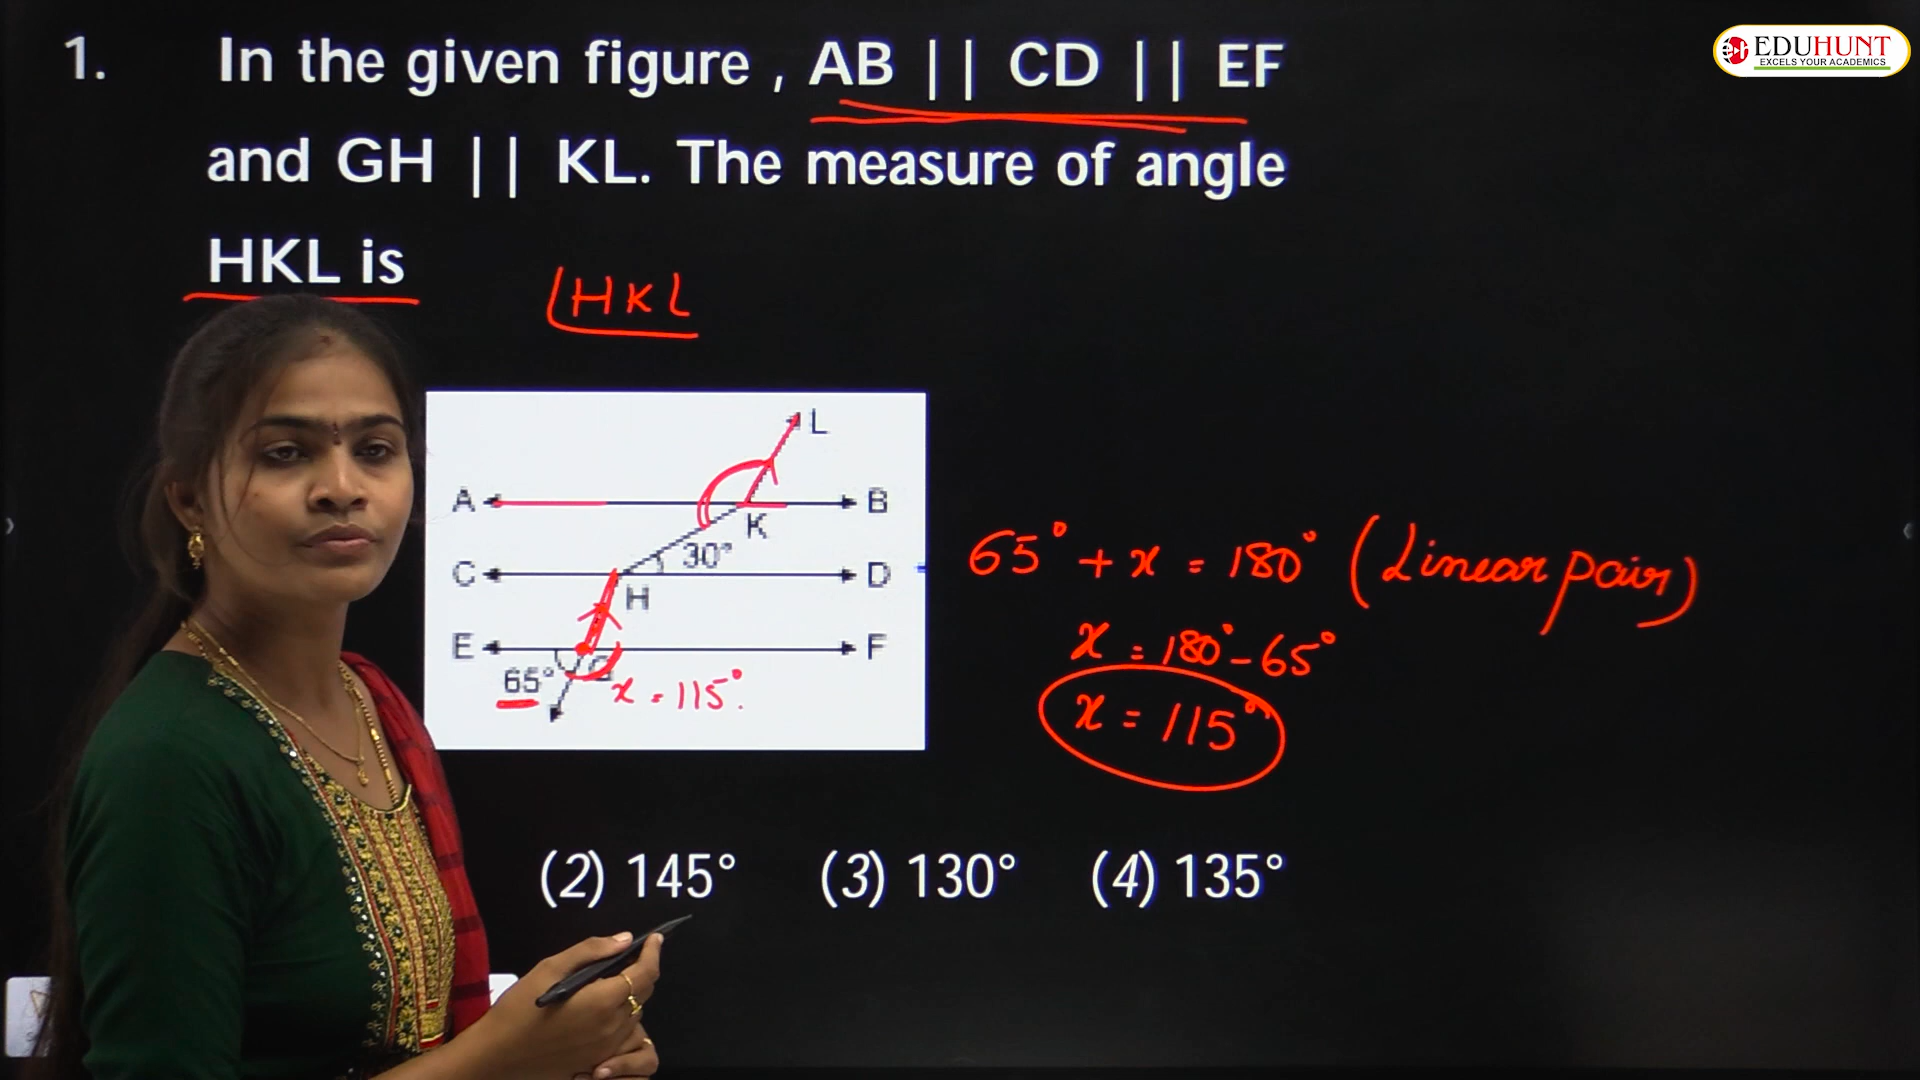 1. In the given figure , AB || CD || EF
and GH || KL. The measure of angle
HKL is
∠HKL
EDUHUNT
EXCELS YOUR ACADEMICS
L
A B
K
30°
C D
H
E F
65° G x = 115°.
65° + x = 180° (Linear pair)
x = 180° - 65°
x = 115°
(2) 145° (3) 130° (4) 135°